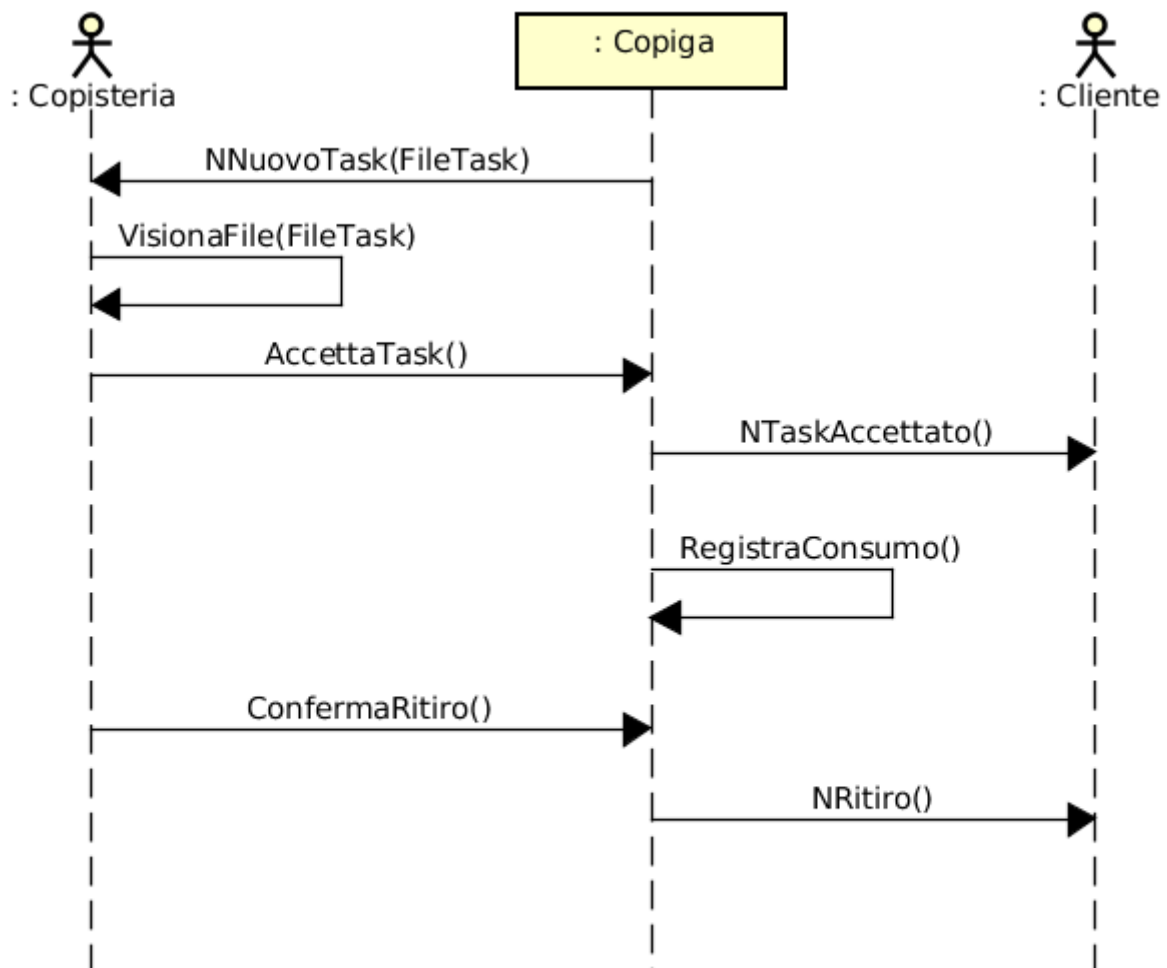 : Copisteria
: Copiga
: Cliente
NNuovoTask(FileTask)
VisionaFile(FileTask)
AccettaTask()
NTaskAccettato()
RegistraConsumo()
ConfermaRitiro()
NRitiro()